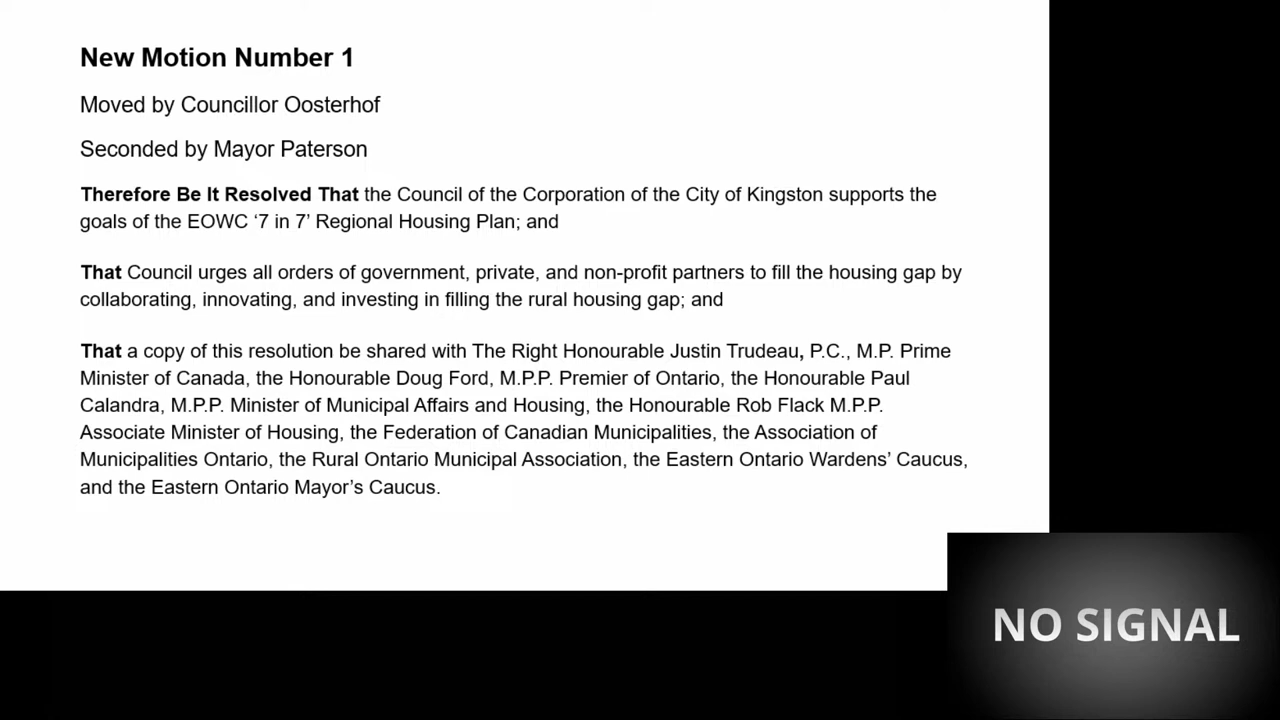 New Motion Number 1
Moved by Councillor Oosterhof
Seconded by Mayor Paterson
Therefore Be It Resolved That the Council of the Corporation of the City of Kingston supports the
goals of the EOWC ‘7 in 7’ Regional Housing Plan; and
That Council urges all orders of government, private, and non-profit partners to fill the housing gap by
collaborating, innovating, and investing in filling the rural housing gap; and
That a copy of this resolution be shared with The Right Honourable Justin Trudeau, P.C., M.P. Prime
Minister of Canada, the Honourable Doug Ford, M.P.P. Premier of Ontario, the Honourable Paul
Calandra, M.P.P. Minister of Municipal Affairs and Housing, the Honourable Rob Flack M.P.P.
Associate Minister of Housing, the Federation of Canadian Municipalities, the Association of
Municipalities Ontario, the Rural Ontario Municipal Association, the Eastern Ontario Wardens’ Caucus,
and the Eastern Ontario Mayor’s Caucus.
NO SIGNAL